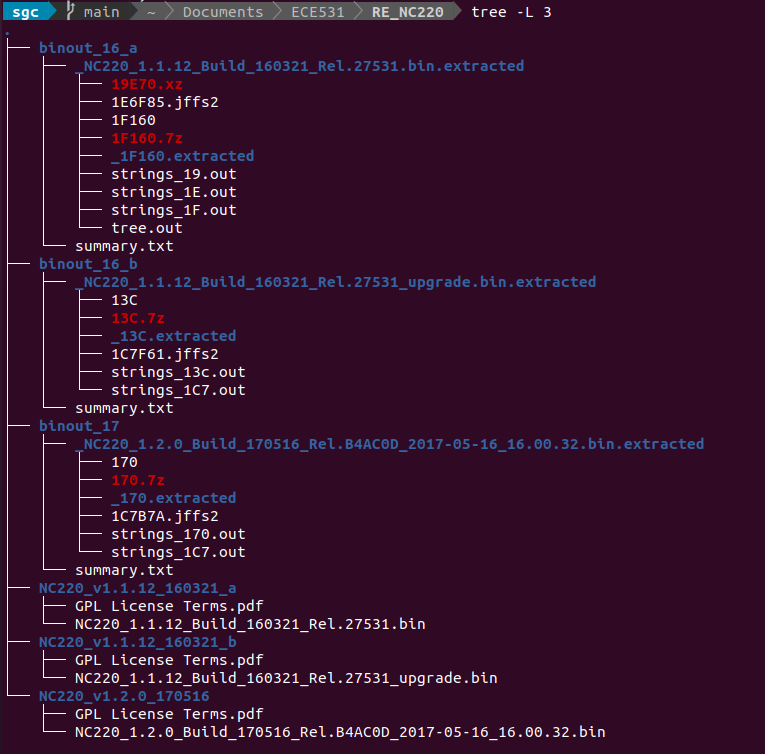 sgc main ~ Documents ECE531 RE_NC220 tree -L 3
.
├── binout_16_a
│   ├── _NC220_1.1.12_Build_160321_Rel.27531.bin.extracted
│   │   ├── 19E70.xz
│   │   ├── 1E6F85.jffs2
│   │   ├── 1F160
│   │   ├── 1F160.7z
│   │   ├── _1F160.extracted
│   │   ├── strings_19.out
│   │   ├── strings_1E.out
│   │   ├── strings_1F.out
│   │   └── tree.out
│   └── summary.txt
├── binout_16_b
│   ├── _NC220_1.1.12_Build_160321_Rel.27531_upgrade.bin.extracted
│   │   ├── 13C
│   │   ├── 13C.7z
│   │   ├── _13C.extracted
│   │   ├── 1C7F61.jffs2
│   │   ├── strings_13c.out
│   │   └── strings_1C7.out
│   └── summary.txt
├── binout_17
│   ├── _NC220_1.2.0_Build_170516_Rel.B4AC0D_2017-05-16_16.00.32.bin.extracted
│   │   ├── 170
│   │   ├── 170.7z
│   │   ├── _170.extracted
│   │   ├── 1C7B7A.jffs2
│   │   ├── strings_170.out
│   │   └── strings_1C7.out
│   └── summary.txt
├── NC220_v1.1.12_160321_a
│   ├── GPL License Terms.pdf
│   └── NC220_1.1.12_Build_160321_Rel.27531.bin
├── NC220_v1.1.12_160321_b
│   ├── GPL License Terms.pdf
│   └── NC220_1.1.12_Build_160321_Rel.27531_upgrade.bin
└── NC220_v1.2.0_170516
    ├── GPL License Terms.pdf
    └── NC220_1.2.0_Build_170516_Rel.B4AC0D_2017-05-16_16.00.32.bin